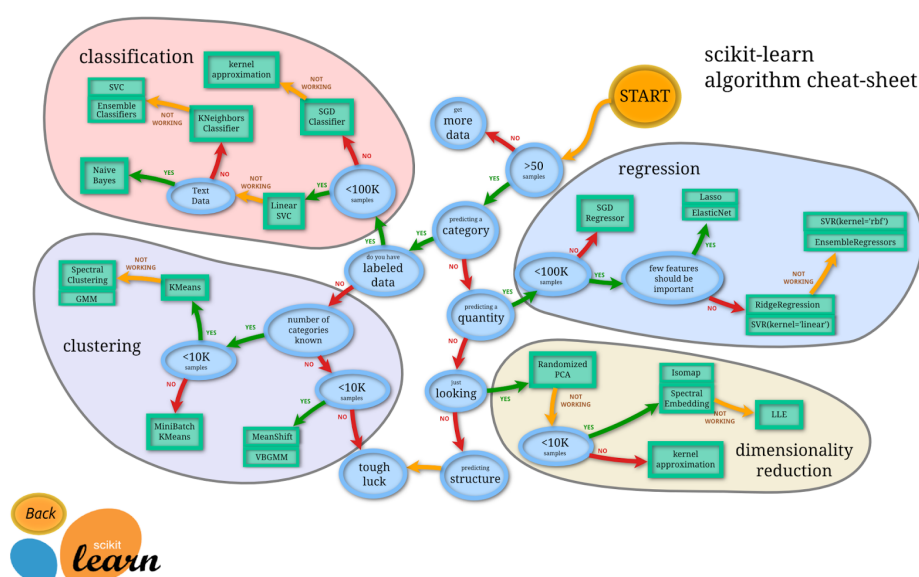 scikit-learn
algorithm cheat-sheet
START
classification
kernel
approximation
NOT
WORKING
SVC
Ensemble
Classifiers
NOT
WORKING
KNeighbors
Classifier
SGD
Classifier
NO
NO
Naive
Bayes
YES
Text
Data
NOT
WORKING
Linear
SVC
YES
<100K
samples
YES
get
more
data
NO
>50
samples
YES
predicting a
category
YES
do you have
labeled
data
NO
NO
predicting a
quantity
YES
NO
just
looking
YES
NO
predicting
structure
tough
luck
regression
SGD
Regressor
NO
<100K
samples
YES
few features
should be
important
YES
Lasso
ElasticNet
NO
RidgeRegression
SVR(kernel='linear')
NOT
WORKING
SVR(kernel='rbf')
EnsembleRegressors
clustering
Spectral
Clustering
GMM
NOT
WORKING
KMeans
YES
<10K
samples
YES
number of
categories
known
NO
NO
MiniBatch
KMeans
<10K
samples
YES
NO
MeanShift
VBGMM
Randomized
PCA
NOT
WORKING
<10K
samples
YES
NO
Isomap
Spectral
Embedding
NOT
WORKING
LLE
kernel
approximation
dimensionality
reduction
Back
scikit
learn